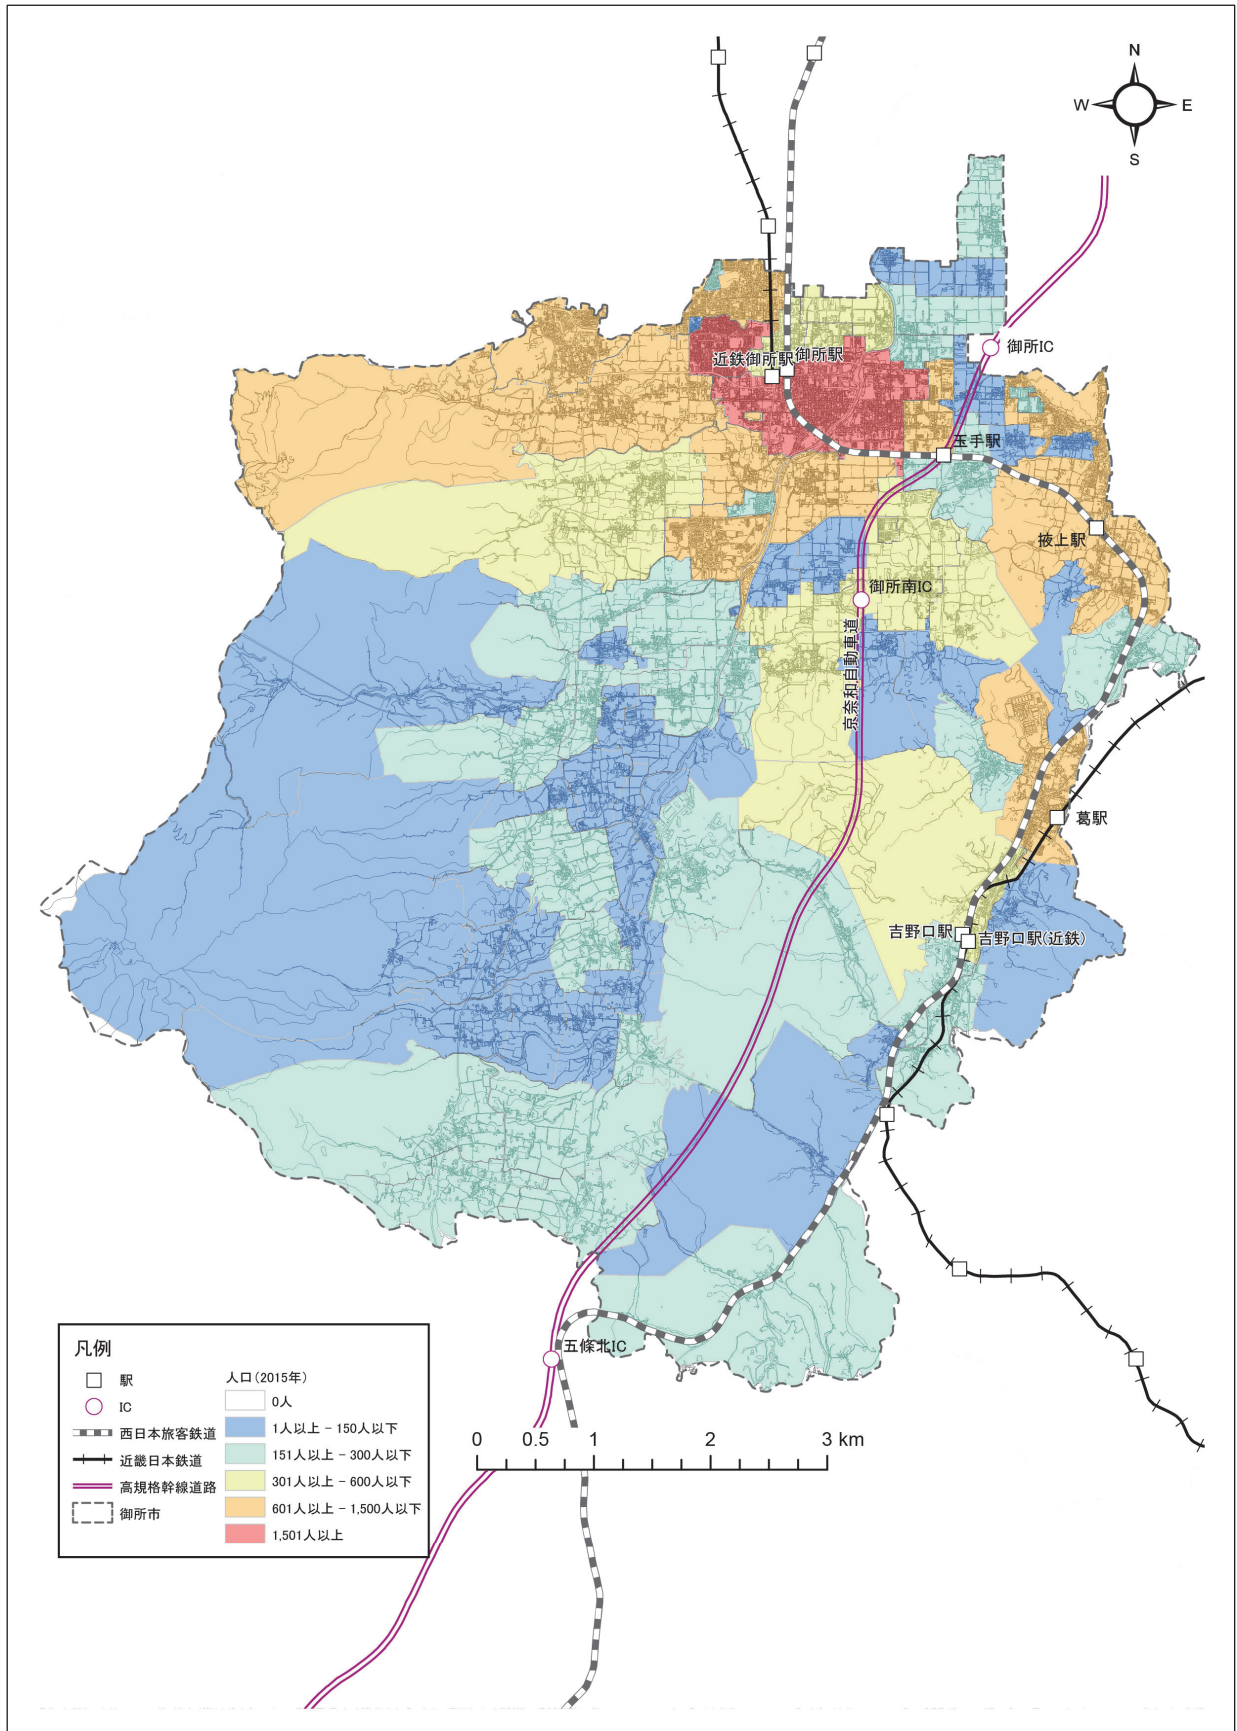 N
W E
S
御所IC
近鉄御所駅
御所駅
玉手駅
掖上駅
御所南IC
京奈和自動車道
葛駅
吉野口駅
吉野口駅(近鉄)
五條北IC
凡例
駅
IC
西日本旅客鉄道
近畿日本鉄道
高規格幹線道路
御所市
人口(2015年)
0人
1人以上 - 150人以下
151人以上 - 300人以下
301人以上 - 600人以下
601人以上 - 1,500人以下
1,501人以上
0 0.5 1 2 3 km